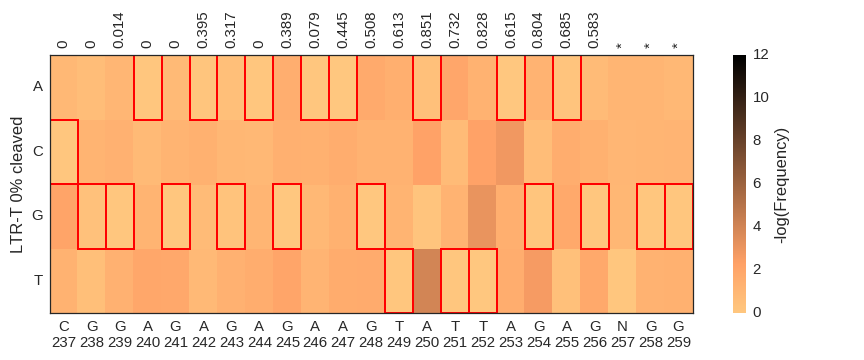 0 0 0.014 0 0 0.395 0.317 0 0.389 0.079 0.445 0.508 0.613 0.851 0.732 0.828 0.615 0.804 0.685 0.583 * * *
LTR-T 0% cleaved
A
C
G
T
C G G A G A G A G A A G T A T T A G A G N G G
237 238 239 240 241 242 243 244 245 246 247 248 249 250 251 252 253 254 255 256 257 258 259
12
10
8
6
4
2
0
-log(Frequency)